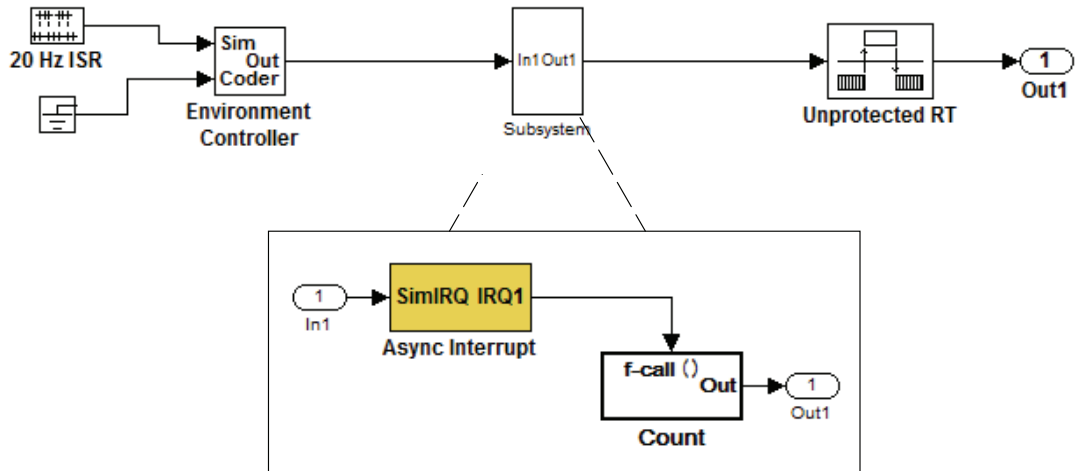 20 Hz ISR
Sim
Out
Coder
Environment
Controller
In1 Out1
Subsystem
Unprotected RT
1
Out1
1
In1
SimIRQ IRQ1
Async Interrupt
f-call ()
Out
Count
1
Out1